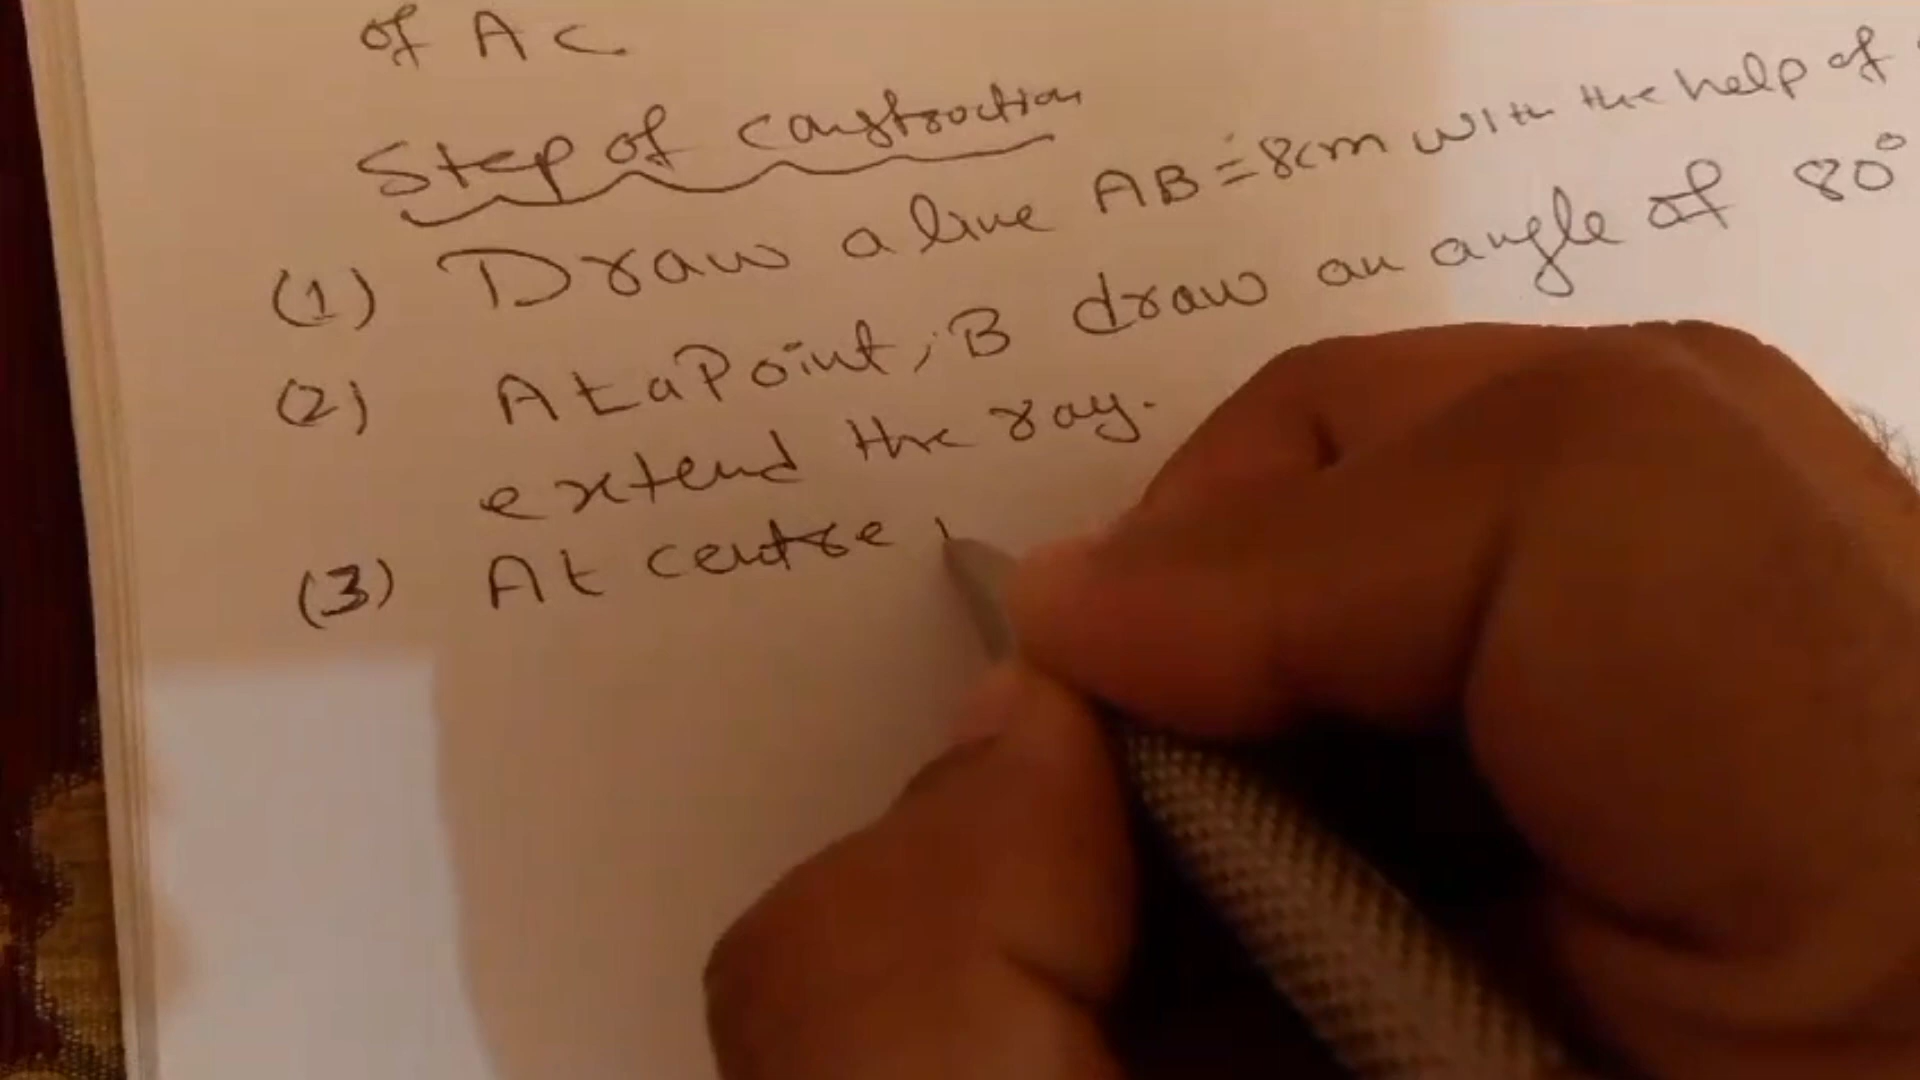 of AC
Step of construction
(1) Draw a line AB = 8cm with the help of
(2) At a Point, B draw an angle of 80°
extend the ray.
(3) At centre